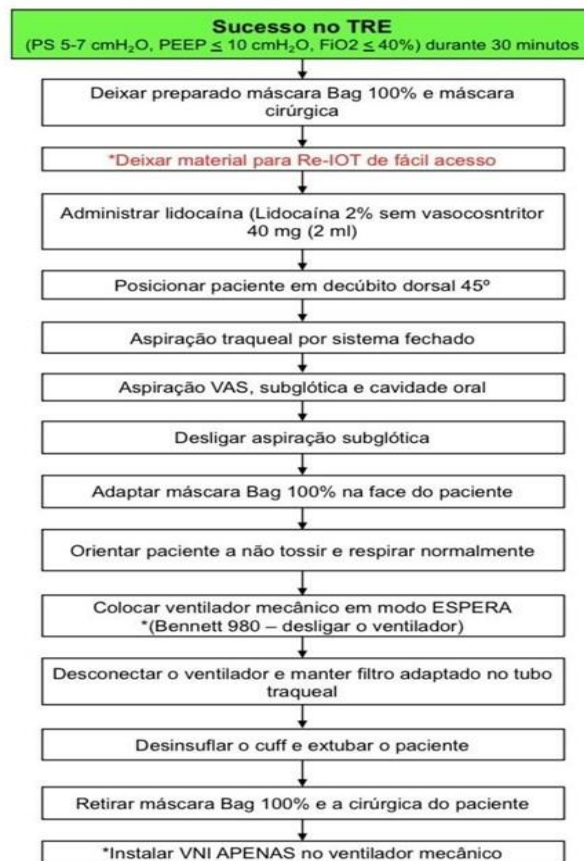 Sucesso no TRE
(PS 5-7 cmH₂O, PEEP ≤ 10 cmH₂O, FiO2 ≤ 40%) durante 30 minutos
Deixar preparado máscara Bag 100% e máscara
cirúrgica
*Deixar material para Re-IOT de fácil acesso
Administrar lidocaína (Lidocaína 2% sem vasocosntritor
40 mg (2 ml)
Posicionar paciente em decúbito dorsal 45º
Aspiração traqueal por sistema fechado
Aspiração VAS, subglótica e cavidade oral
Desligar aspiração subglótica
Adaptar máscara Bag 100% na face do paciente
Orientar paciente a não tossir e respirar normalmente
Colocar ventilador mecânico em modo ESPERA
*(Bennett 980 – desligar o ventilador)
Desconectar o ventilador e manter filtro adaptado no tubo
traqueal
Desinsuflar o cuff e extubar o paciente
Retirar máscara Bag 100% e a cirúrgica do paciente
*Instalar VNI APENAS no ventilador mecânico